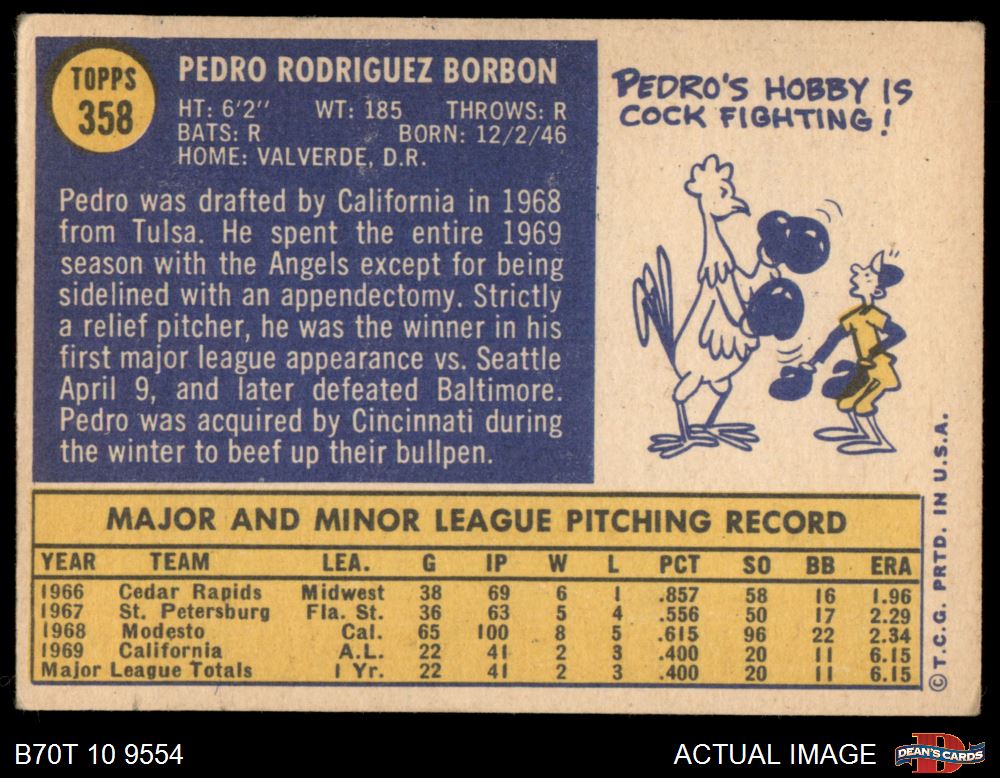 TOPPS
358
PEDRO RODRIGUEZ BORBON
HT: 6'2" WT: 185 THROWS: R
BATS: R BORN: 12/2/46
HOME: VALVERDE, D.R.
Pedro was drafted by California in 1968
from Tulsa. He spent the entire 1969
season with the Angels except for being
sidelined with an appendectomy. Strictly
a relief pitcher, he was the winner in his
first major league appearance vs. Seattle
April 9, and later defeated Baltimore.
Pedro was acquired by Cincinnati during
the winter to beef up their bullpen.
PEDRO'S HOBBY IS
COCK FIGHTING!
MAJOR AND MINOR LEAGUE PITCHING RECORD
YEAR TEAM LEA. G IP W L PCT SO BB ERA
1966 Cedar Rapids Midwest 38 69 6 1 .857 58 16 1.96
1967 St. Petersburg Fla. St. 36 63 5 4 .556 50 17 2.29
1968 Modesto Cal. 65 100 8 5 .615 96 22 2.34
1969 California A.L. 22 41 2 3 .400 20 11 6.15
Major League Totals 1 Yr. 22 41 2 3 .400 20 11 6.15
© T.C.G. PRTD. IN U.S.A.
B70T 10 9554
ACTUAL IMAGE
DEAN'S CARDS